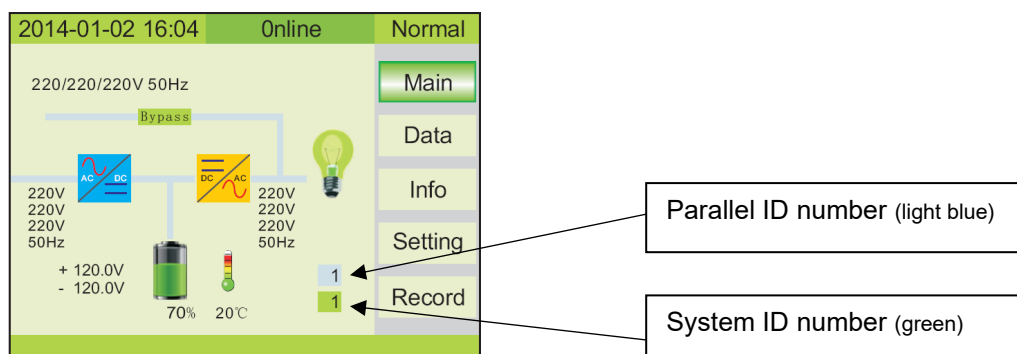 2014-01-02 16:04 0nline Normal
220/220/220V 50Hz
Bypass
Main
Data
Info
Setting
Record
AC DC
DC AC
220V
220V
220V
50Hz
220V
220V
220V
50Hz
+ 120.0V
- 120.0V
70%
20℃
1
1
Parallel ID number (light blue)
System ID number (green)